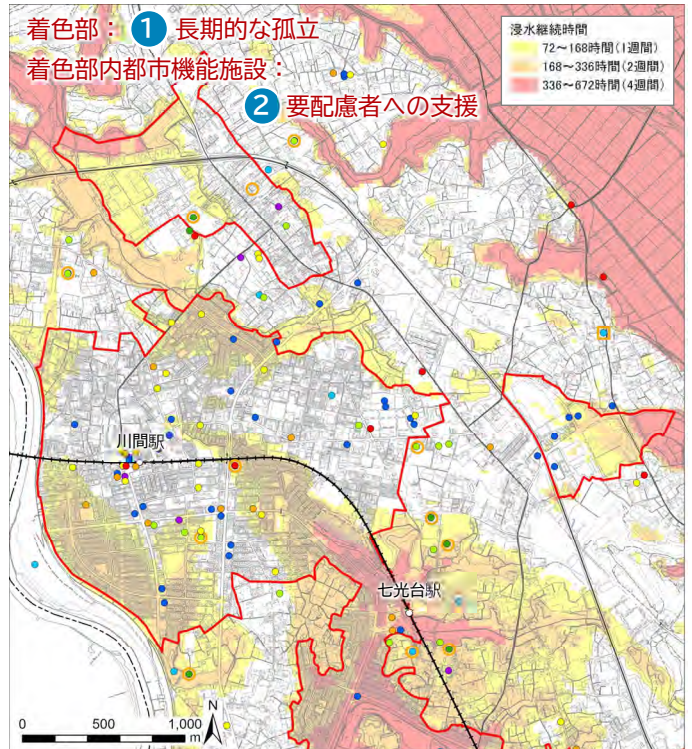 着色部： 1 長期的な孤立
着色部内都市機能施設：
2 要配慮者への支援
浸水継続時間
72～168時間(1週間)
168～336時間(2週間)
336～672時間(4週間)
川間駅
七光台駅
0 500 1,000
m
N